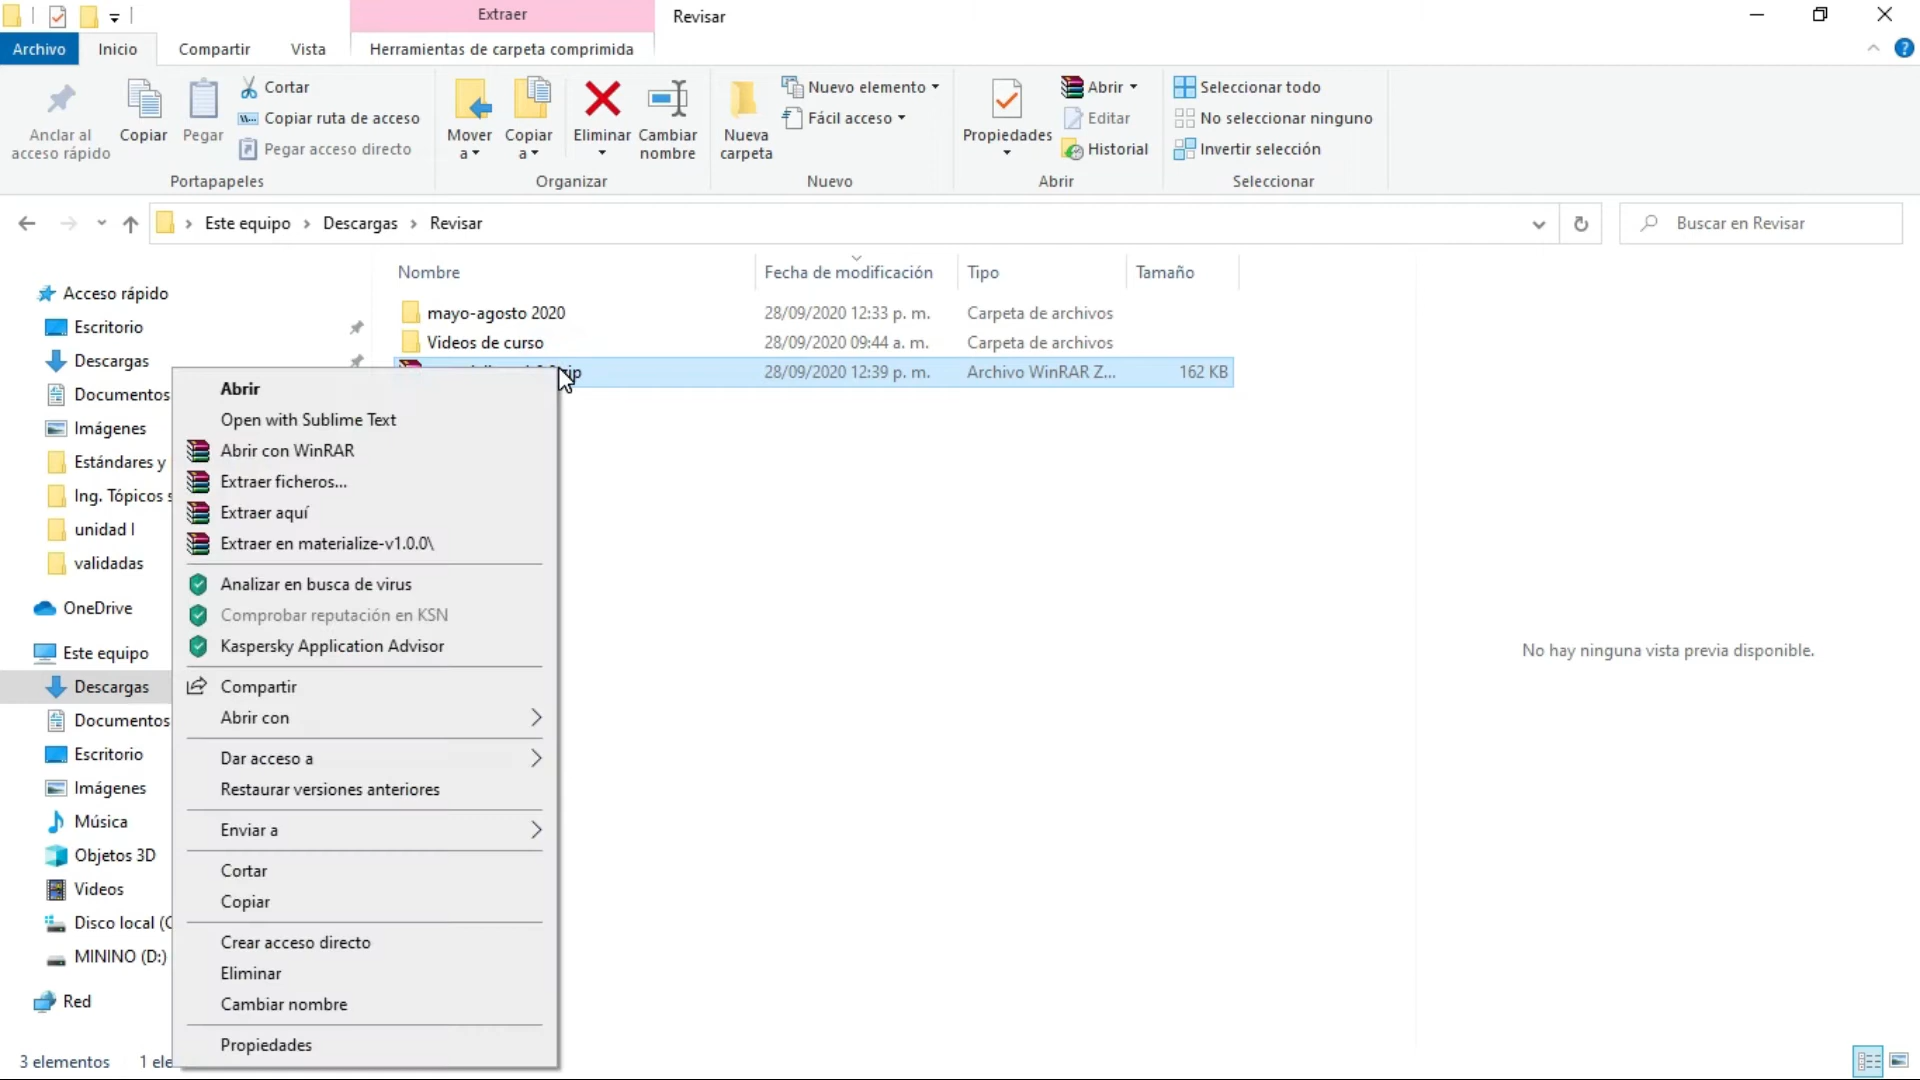 Extraer
Revisar
Archivo
Inicio
Compartir
Vista
Herramientas de carpeta comprimida
Anclar al
acceso rápido
Copiar
Pegar
Cortar
Copiar ruta de acceso
Pegar acceso directo
Portapapeles
Mover
a
Copiar
a
Eliminar
Cambiar
nombre
Organizar
Nueva
carpeta
Nuevo elemento
Fácil acceso
Nuevo
Propiedades
Abrir
Editar
Historial
Abrir
Seleccionar todo
No seleccionar ninguno
Invertir selección
Seleccionar
Este equipo › Descargas › Revisar
Buscar en Revisar
Nombre
Fecha de modificación
Tipo
Tamaño
mayo-agosto 2020 28/09/2020 12:33 p. m. Carpeta de archivos
Videos de curso 28/09/2020 09:44 a. m. Carpeta de archivos
28/09/2020 12:39 p. m. Archivo WinRAR Z... 162 KB
Acceso rápido
Escritorio
Descargas
Documentos
Imágenes
Estándares y
Ing. Tópicos s
unidad I
validadas
OneDrive
Este equipo
Descargas
Documentos
Escritorio
Imágenes
Música
Objetos 3D
Videos
Disco local (C
MININO (D:)
Red
Abrir
Open with Sublime Text
Abrir con WinRAR
Extraer ficheros...
Extraer aquí
Extraer en materialize-v1.0.0\
Analizar en busca de virus
Comprobar reputación en KSN
Kaspersky Application Advisor
Compartir
Abrir con
Dar acceso a
Restaurar versiones anteriores
Enviar a
Cortar
Copiar
Crear acceso directo
Eliminar
Cambiar nombre
Propiedades
No hay ninguna vista previa disponible.
3 elementos
1 ele